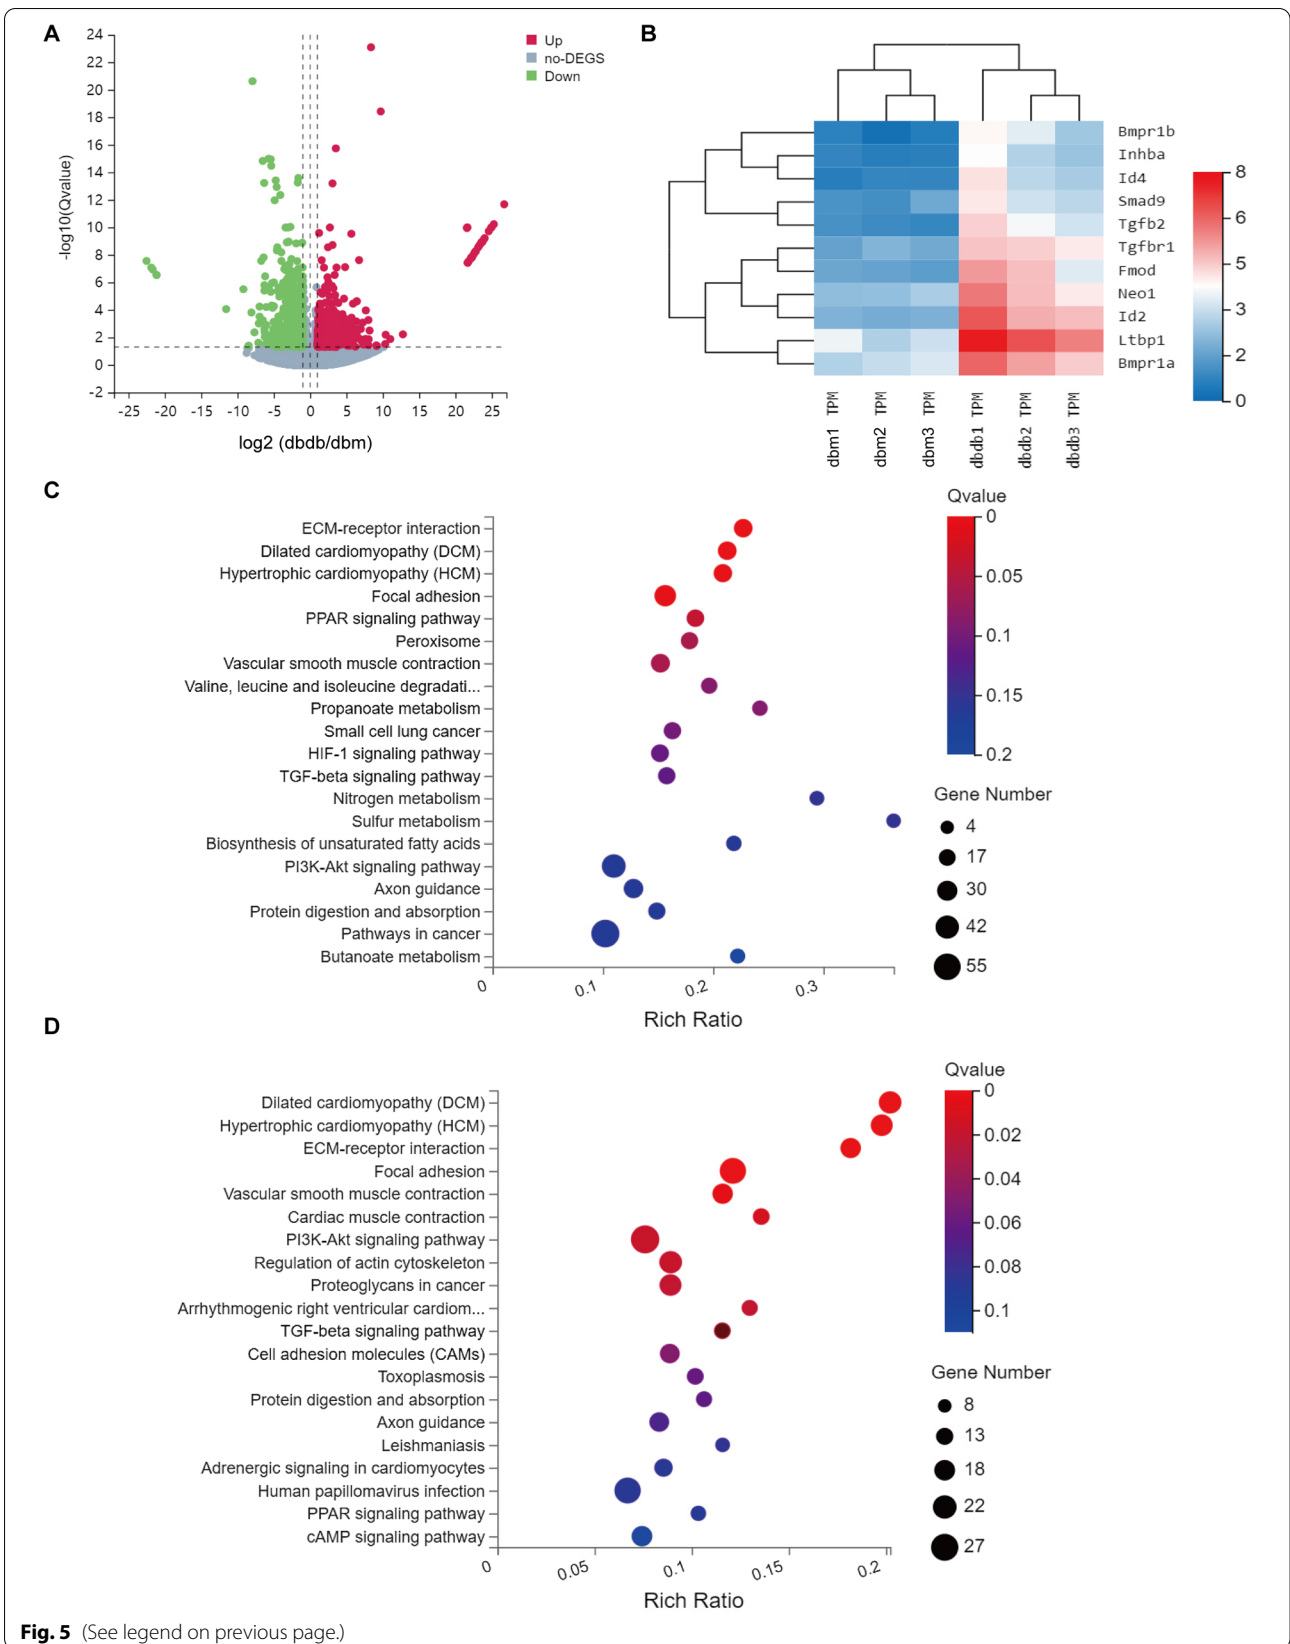 A
24
22
20
18
16
14
12
10
8
6
4
2
0
-2
-log10(Qvalue)
-25 -20 -15 -10 -5 0 5 10 15 20 25
log2 (dbdb/dbm)
Up
no-DEGS
Down
B
Bmpr1b
Inhba
Id4
Smad9
Tgfb2
Tgfbr1
Fmod
Neo1
Id2
Ltbp1
Bmpr1a
dbm1 TPM
dbm2 TPM
dbm3 TPM
dbdb1 TPM
dbdb2 TPM
dbdb3 TPM
8
6
5
3
2
0
C
ECM-receptor interaction
Dilated cardiomyopathy (DCM)
Hypertrophic cardiomyopathy (HCM)
Focal adhesion
PPAR signaling pathway
Peroxisome
Vascular smooth muscle contraction
Valine, leucine and isoleucine degradati...
Propanoate metabolism
Small cell lung cancer
HIF-1 signaling pathway
TGF-beta signaling pathway
Nitrogen metabolism
Sulfur metabolism
Biosynthesis of unsaturated fatty acids
PI3K-Akt signaling pathway
Axon guidance
Protein digestion and absorption
Pathways in cancer
Butanoate metabolism
0 0.1 0.2 0.3
Rich Ratio
Qvalue
0
0.05
0.1
0.15
0.2
Gene Number
4
17
30
42
55
D
Dilated cardiomyopathy (DCM)
Hypertrophic cardiomyopathy (HCM)
ECM-receptor interaction
Focal adhesion
Vascular smooth muscle contraction
Cardiac muscle contraction
PI3K-Akt signaling pathway
Regulation of actin cytoskeleton
Proteoglycans in cancer
Arrhythmogenic right ventricular cardiom...
TGF-beta signaling pathway
Cell adhesion molecules (CAMs)
Toxoplasmosis
Protein digestion and absorption
Axon guidance
Leishmaniasis
Adrenergic signaling in cardiomyocytes
Human papillomavirus infection
PPAR signaling pathway
cAMP signaling pathway
0 0.05 0.1 0.15 0.2
Rich Ratio
Qvalue
0
0.02
0.04
0.06
0.08
0.1
Gene Number
8
13
18
22
27
Fig. 5 (See legend on previous page.)